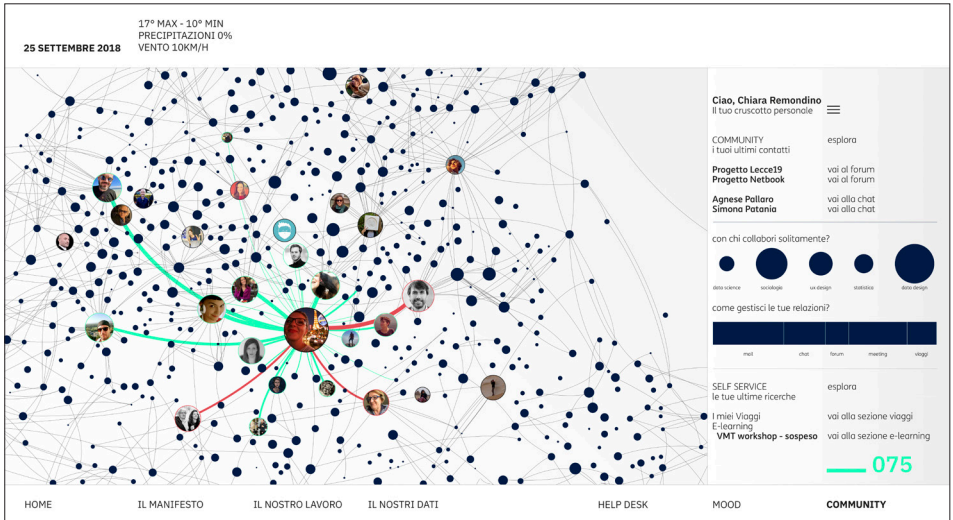 17° MAX - 10° MIN
PRECIPITAZIONI 0%
25 SETTEMBRE 2018 VENTO 10KM/H
Ciao, Chiara Remondino
Il tuo cruscotto personale
COMMUNITY esplora
i tuoi ultimi contatti
Progetto Lecce19 vai al forum
Progetto Netbook vai al forum
Agnese Pallaro vai alla chat
Simona Patania vai alla chat
con chi collabori solitamente?
data science sociologia ux design statistica data design
come gestisci le tue relazioni?
mail chat forum meeting viaggi
SELF SERVICE esplora
le tue ultime ricerche
I miei Viaggi vai alla sezione viaggi
E-learning
VMT workshop - sospeso vai alla sezione e-learning
075
HOME IL MANIFESTO IL NOSTRO LAVORO IL NOSTRI DATI HELP DESK MOOD COMMUNITY